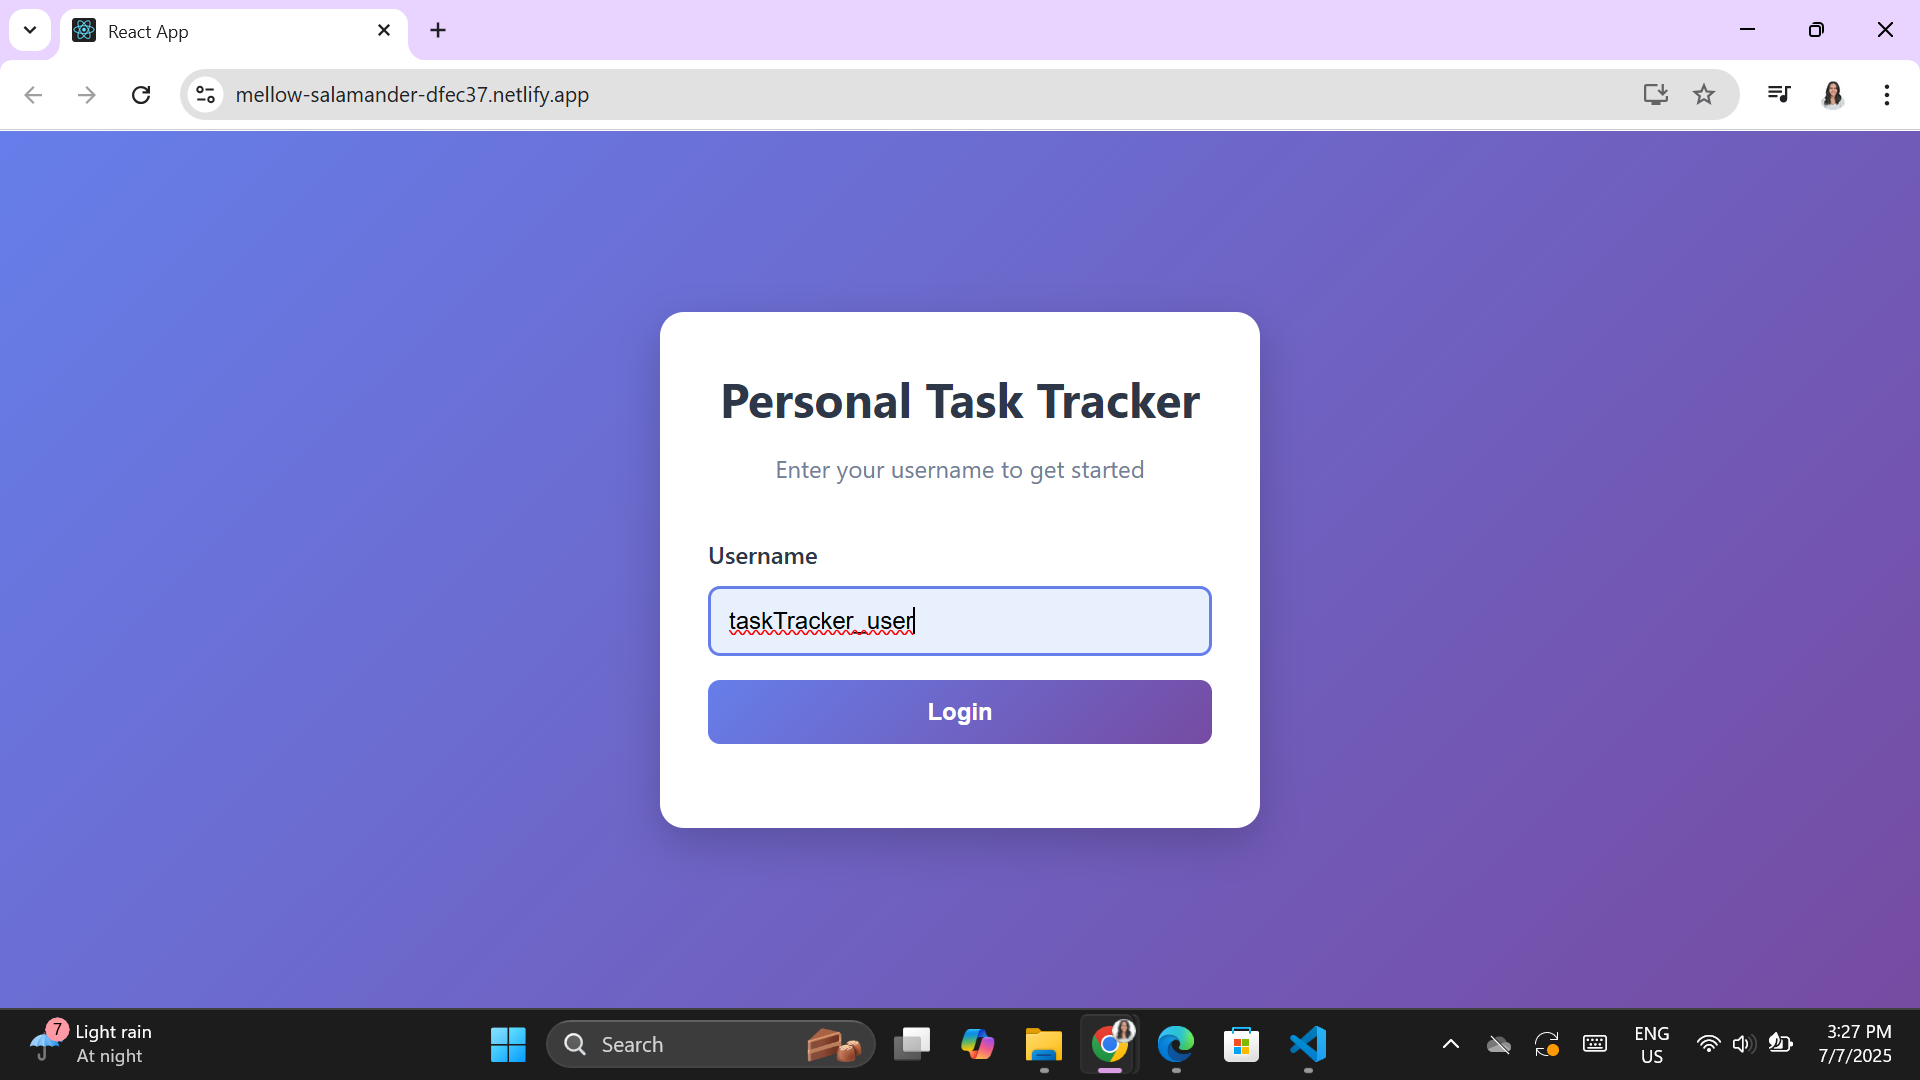 React App
mellow-salamander-dfec37.netlify.app
Personal Task Tracker
Enter your username to get started
Username
taskTracker_user
Login
7
Light rain
At night
Search
ENG
US
3:27 PM
7/7/2025